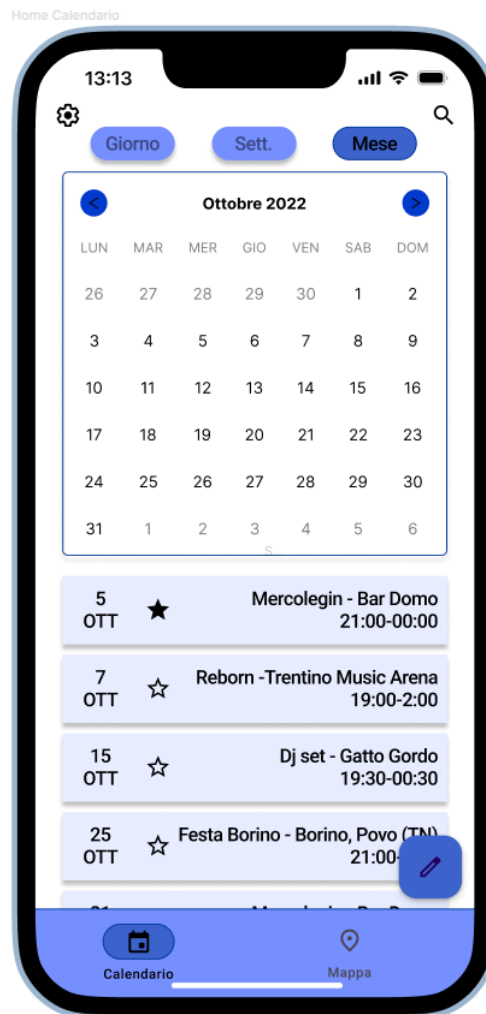 Home Calendario
13:13
Giorno Sett. Mese
< Ottobre 2022 >
LUN MAR MER GIO VEN SAB DOM
26 27 28 29 30 1 2
3 4 5 6 7 8 9
10 11 12 13 14 15 16
17 18 19 20 21 22 23
24 25 26 27 28 29 30
31 1 2 3 4 5 6
S...
5 Mercolegin - Bar Domo
OTT 21:00-00:00
7 Reborn -Trentino Music Arena
OTT 19:00-2:00
15 Dj set - Gatto Gordo
OTT 19:30-00:30
25 Festa Borino - Borino, Povo (TN)
OTT 21:00-
Calendario Mappa